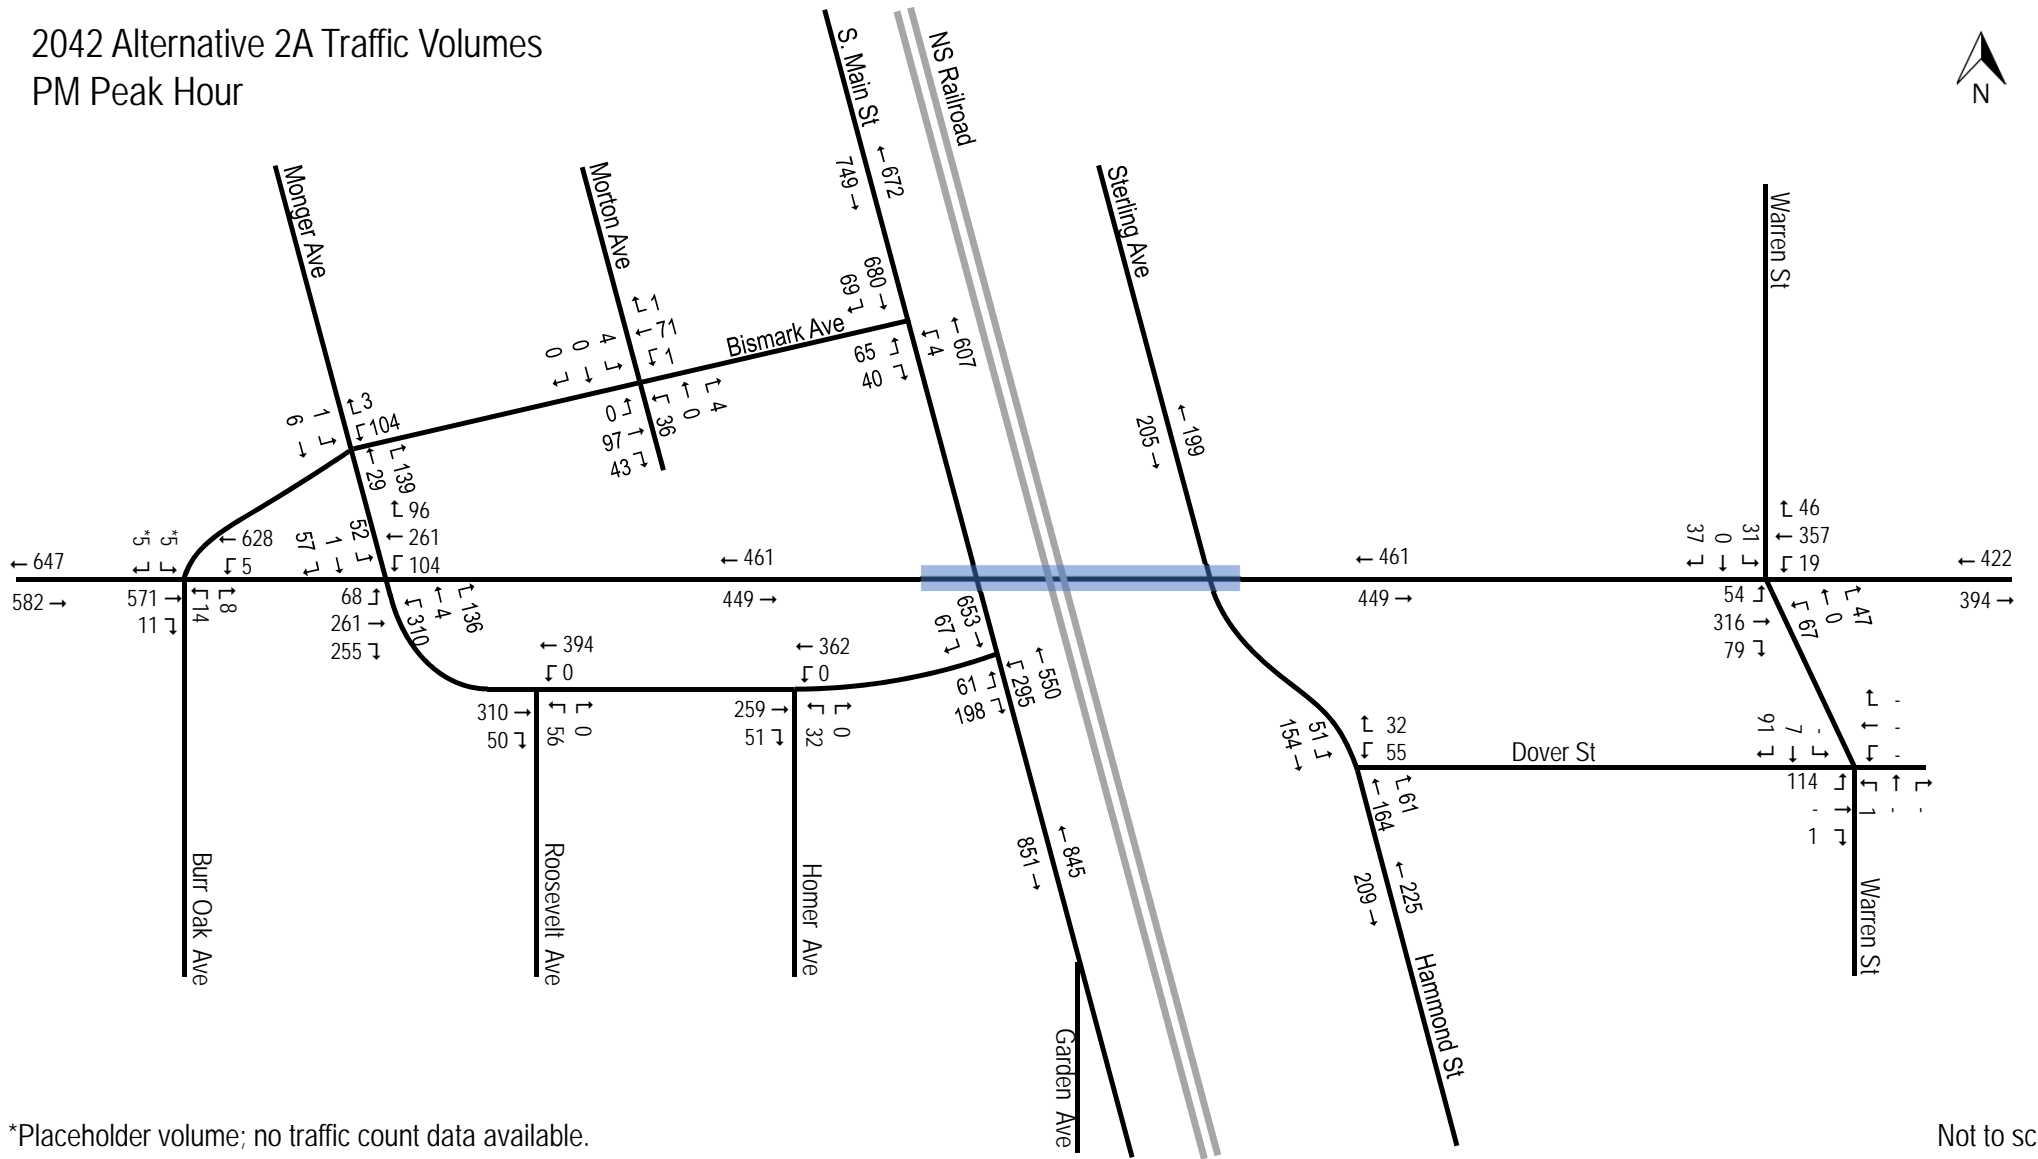 2042 Alternative 2A Traffic Volumes
PM Peak Hour
N
S. Main St
NS Railroad
749 →
← 672
Monger Ave
Morton Ave
Sterling Ave
Warren St
680
69
65
40
4
← 607
Bismark Ave
0 0 4
1
← 71
1
0
97
43
36 0 4
6 1
3
104
29 139
205 →
← 199
← 647
582 →
*5 *5
← 628
5
571 →
11
14 8
57 1 52
96
← 261
104
68
261 →
255
310 4 136
← 461
449 →
← 461
449 →
37 0 31
46
← 357
19
54
316 →
79
67 0 47
← 422
394 →
← 394
0
310 →
50
56 0
← 362
0
259 →
51
32 0
653
67
61
198
295
← 550
154 51
32
55
164 61
Dover St
91 7 -
-
← -
-
114
- →
1
1 - -
851 →
← 845
209 →
← 225
Burr Oak Ave
Roosevelt Ave
Homer Ave
Garden Ave
Hammond St
Warren St
*Placeholder volume; no traffic count data available.
Not to sc